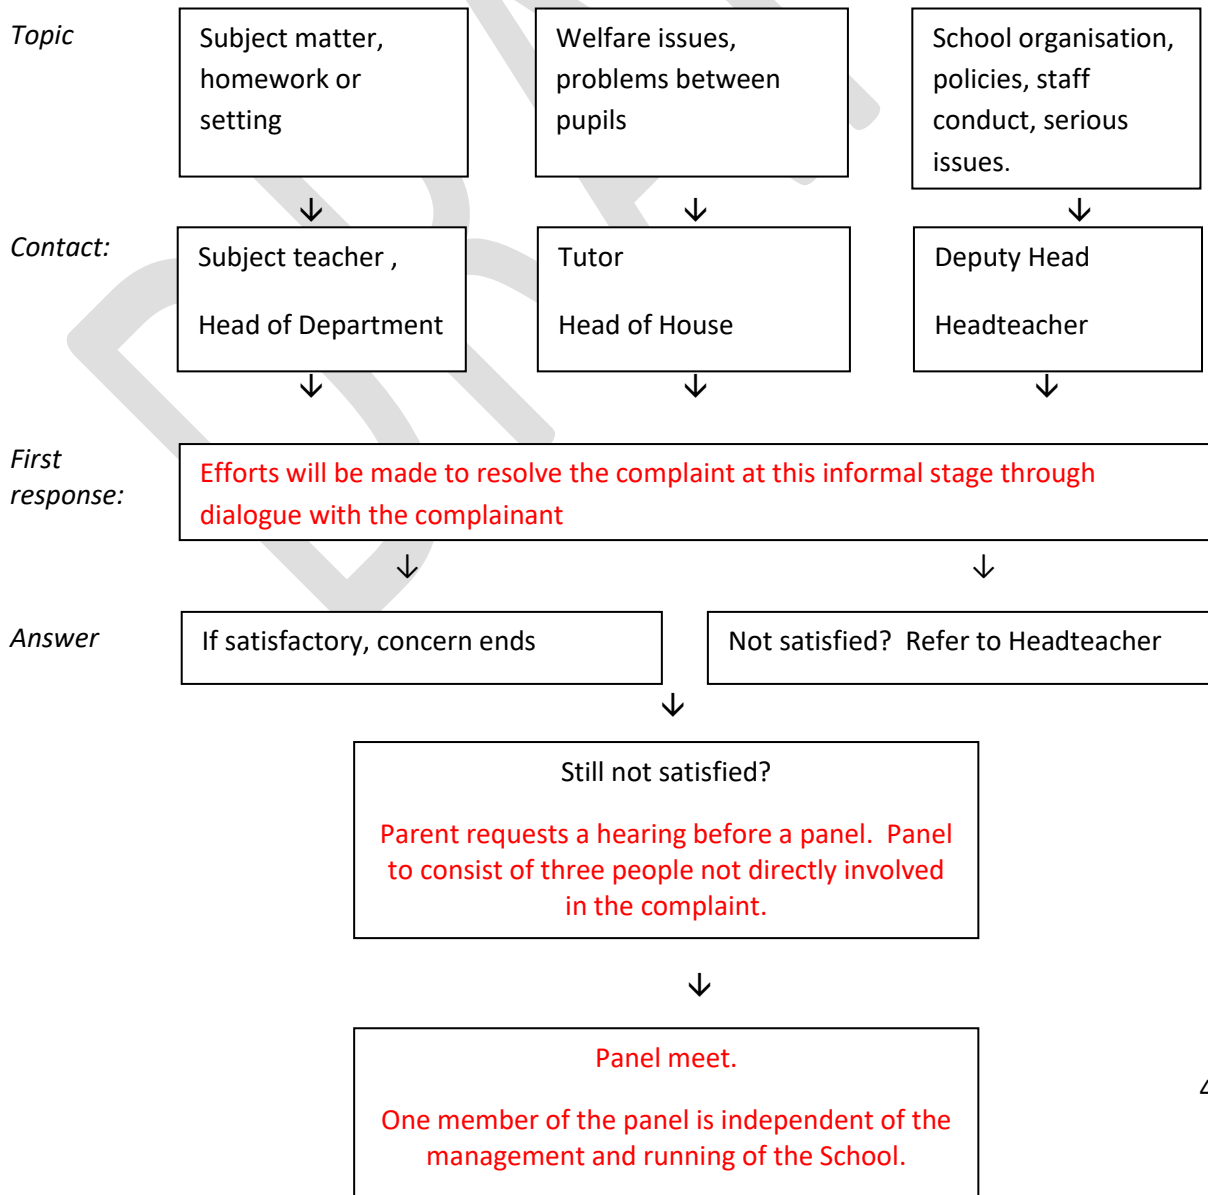 Topic
Subject matter,
homework or
setting
Welfare issues,
problems between
pupils
School organisation,
policies, staff
conduct, serious
issues.
↓ ↓ ↓
Contact:
Subject teacher ,
Head of Department
Tutor
Head of House
Deputy Head
Headteacher
↓ ↓ ↓
First
response:
Efforts will be made to resolve the complaint at this informal stage through
dialogue with the complainant
↓ ↓
Answer
If satisfactory, concern ends
Not satisfied?  Refer to Headteacher
↓
Still not satisfied?
Parent requests a hearing before a panel.  Panel
to consist of three people not directly involved
in the complaint.
↓
Panel meet.
One member of the panel is independent of the
management and running of the School.